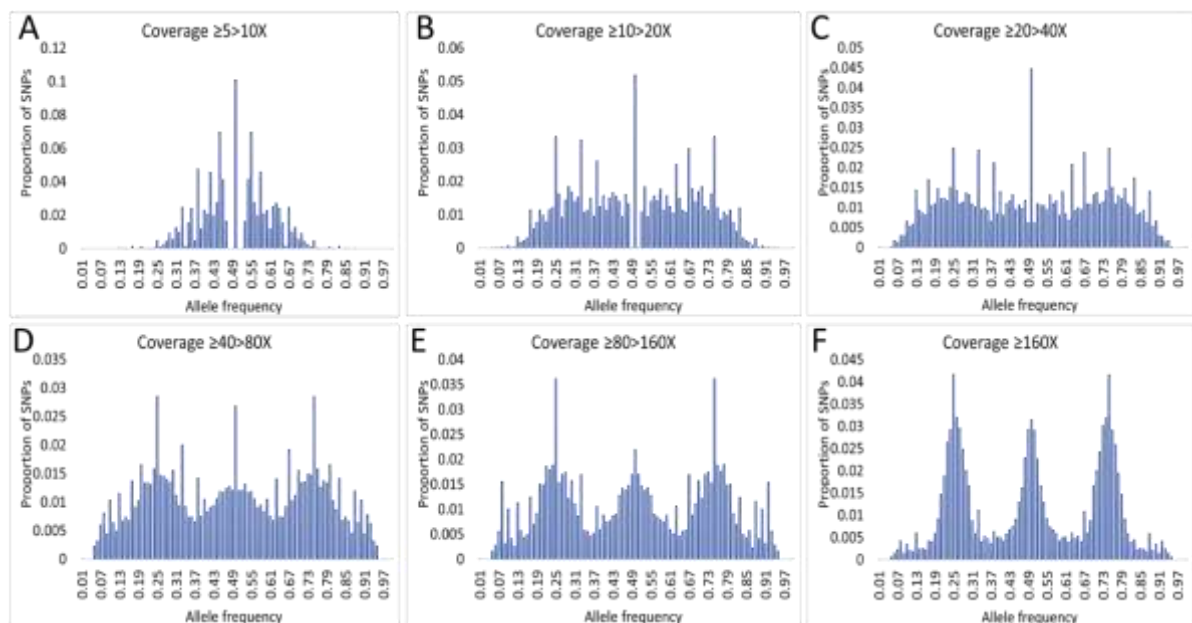 A
Coverage ≥5>10X
Proportion of SNPs
0.12
0.1
0.08
0.06
0.04
0.02
0
0.01 0.07 0.13 0.19 0.25 0.31 0.37 0.43 0.49 0.55 0.61 0.67 0.73 0.79 0.85 0.91 0.97
Allele frequency
B
Coverage ≥10>20X
Proportion of SNPs
0.06
0.05
0.04
0.03
0.02
0.01
0
0.01 0.07 0.13 0.19 0.25 0.31 0.37 0.43 0.49 0.55 0.61 0.67 0.73 0.79 0.85 0.91 0.97
Allele frequency
C
Coverage ≥20>40X
Proportion of SNPs
0.05
0.045
0.04
0.035
0.03
0.025
0.02
0.015
0.01
0.005
0
0.01 0.07 0.13 0.19 0.25 0.31 0.37 0.43 0.49 0.55 0.61 0.67 0.73 0.79 0.85 0.91 0.97
Allele frequency
D
Coverage ≥40>80X
Proportion of SNPs
0.035
0.03
0.025
0.02
0.015
0.01
0.005
0
0.01 0.07 0.13 0.19 0.25 0.31 0.37 0.43 0.49 0.55 0.61 0.67 0.73 0.79 0.85 0.91 0.97
Allele frequency
E
Coverage ≥80>160X
Proportion of SNPs
0.04
0.035
0.03
0.025
0.02
0.015
0.01
0.005
0
0.01 0.07 0.13 0.19 0.25 0.31 0.37 0.43 0.49 0.55 0.61 0.67 0.73 0.79 0.85 0.91 0.97
Allele frequency
F
Coverage ≥160X
Proportion of SNPs
0.045
0.04
0.035
0.03
0.025
0.02
0.015
0.01
0.005
0
0.01 0.07 0.13 0.19 0.25 0.31 0.37 0.43 0.49 0.55 0.61 0.67 0.73 0.79 0.85 0.91 0.97
Allele frequency